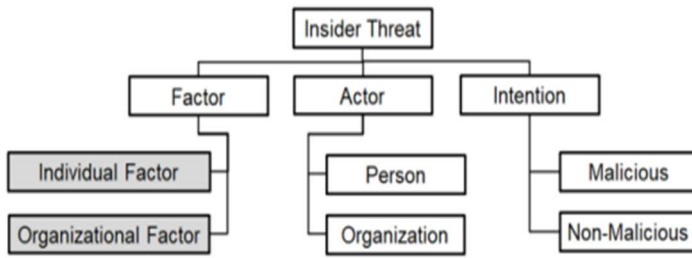 Insider Threat
Factor
Actor
Intention
Individual Factor
Person
Malicious
Organizational Factor
Organization
Non-Malicious